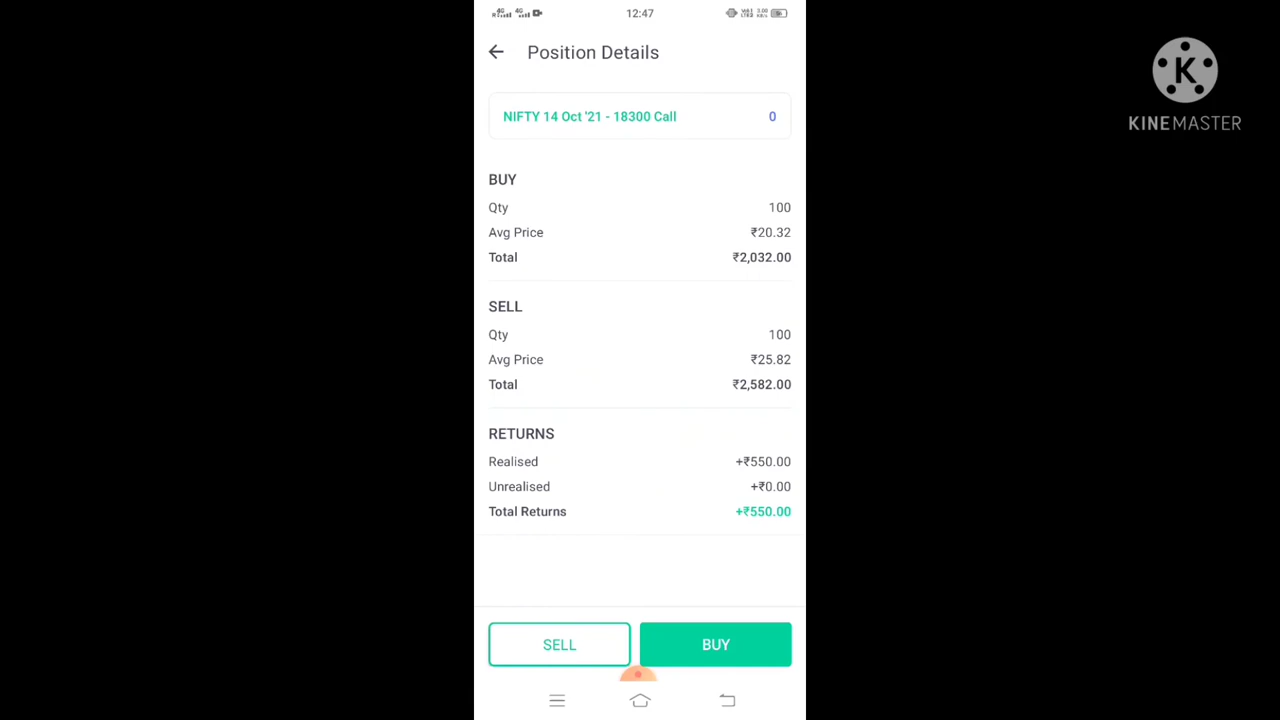 4G 4G 12:47
Position Details
NIFTY 14 Oct '21 - 18300 Call 0
BUY
Qty 100
Avg Price ₹20.32
Total ₹2,032.00
SELL
Qty 100
Avg Price ₹25.82
Total ₹2,582.00
RETURNS
Realised +₹550.00
Unrealised +₹0.00
Total Returns +₹550.00
SELL BUY
K
KINEMASTER